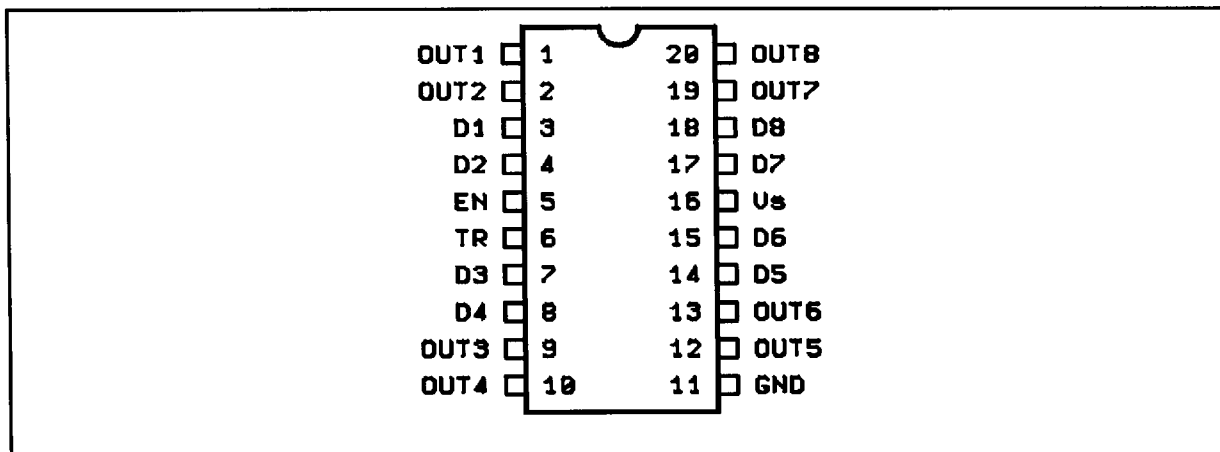 OUT1 1 20 OUT8
OUT2 2 19 OUT7
D1 3 18 D8
D2 4 17 D7
EN 5 16 Vs
TR 6 15 D6
D3 7 14 D5
D4 8 13 OUT6
OUT3 9 12 OUT5
OUT4 10 11 GND